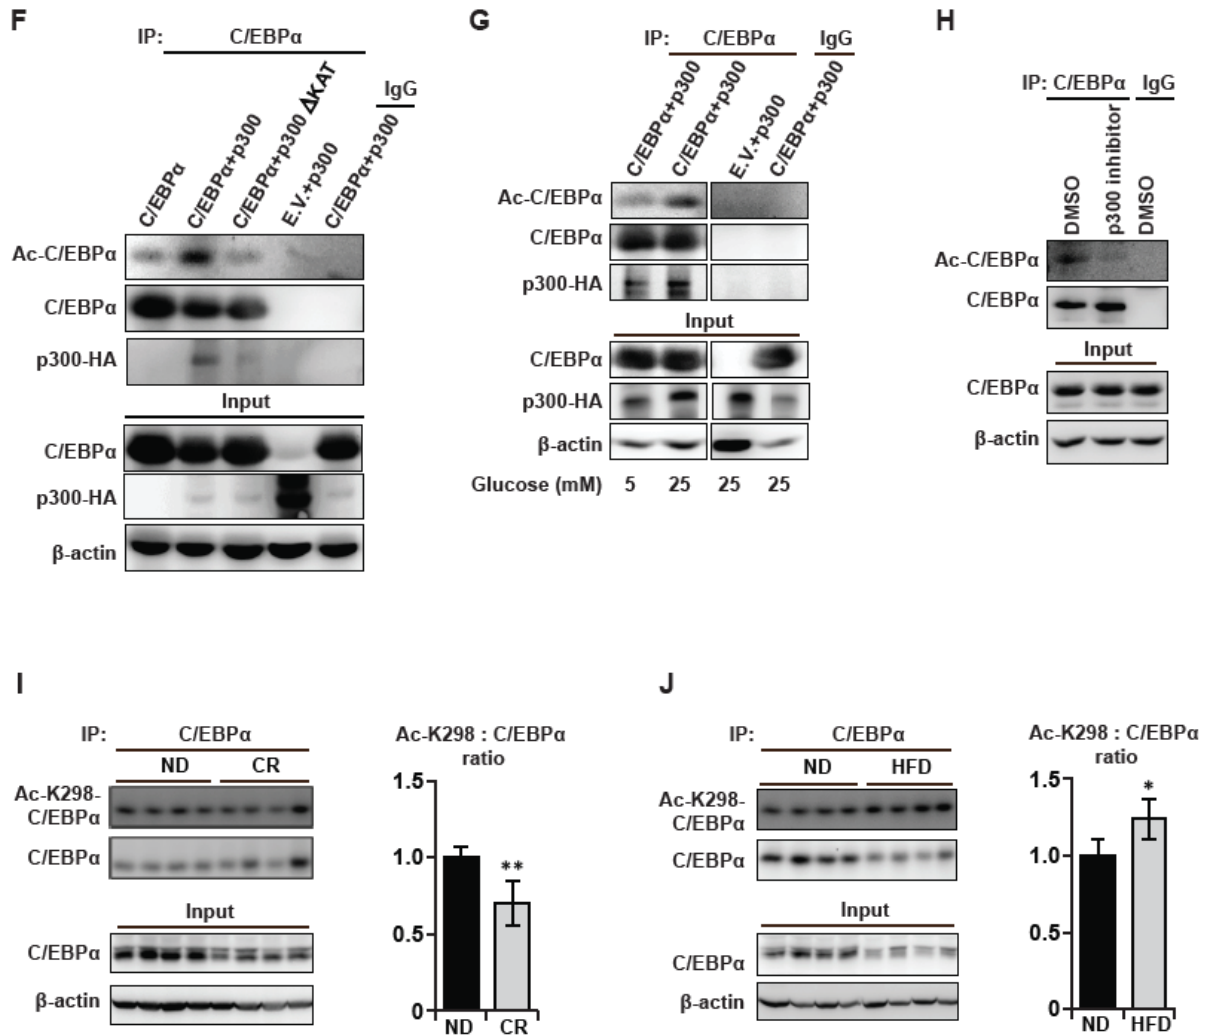 F
IP: C/EBPα
IgG
C/EBPα
C/EBPα+p300
C/EBPα+p300 ΔKAT
E.V.+p300
C/EBPα+p300
Ac-C/EBPα
C/EBPα
p300-HA
Input
C/EBPα
p300-HA
β-actin
G
IP: C/EBPα IgG
C/EBPα+p300
C/EBPα+p300
E.V.+p300
C/EBPα+p300
Ac-C/EBPα
C/EBPα
p300-HA
Input
C/EBPα
p300-HA
β-actin
Glucose (mM) 5 25 25 25
H
IP: C/EBPα IgG
DMSO
p300 inhibitor
DMSO
Ac-C/EBPα
C/EBPα
Input
C/EBPα
β-actin
I
IP: C/EBPα
ND CR
Ac-K298-
C/EBPα
C/EBPα
Input
C/EBPα
β-actin
Ac-K298 : C/EBPα
ratio
1.5
1.0
0.5
0
**
ND CR
J
IP: C/EBPα
ND HFD
Ac-K298-
C/EBPα
C/EBPα
Input
C/EBPα
β-actin
Ac-K298 : C/EBPα
ratio
1.5
1.0
0.5
0
*
ND HFD